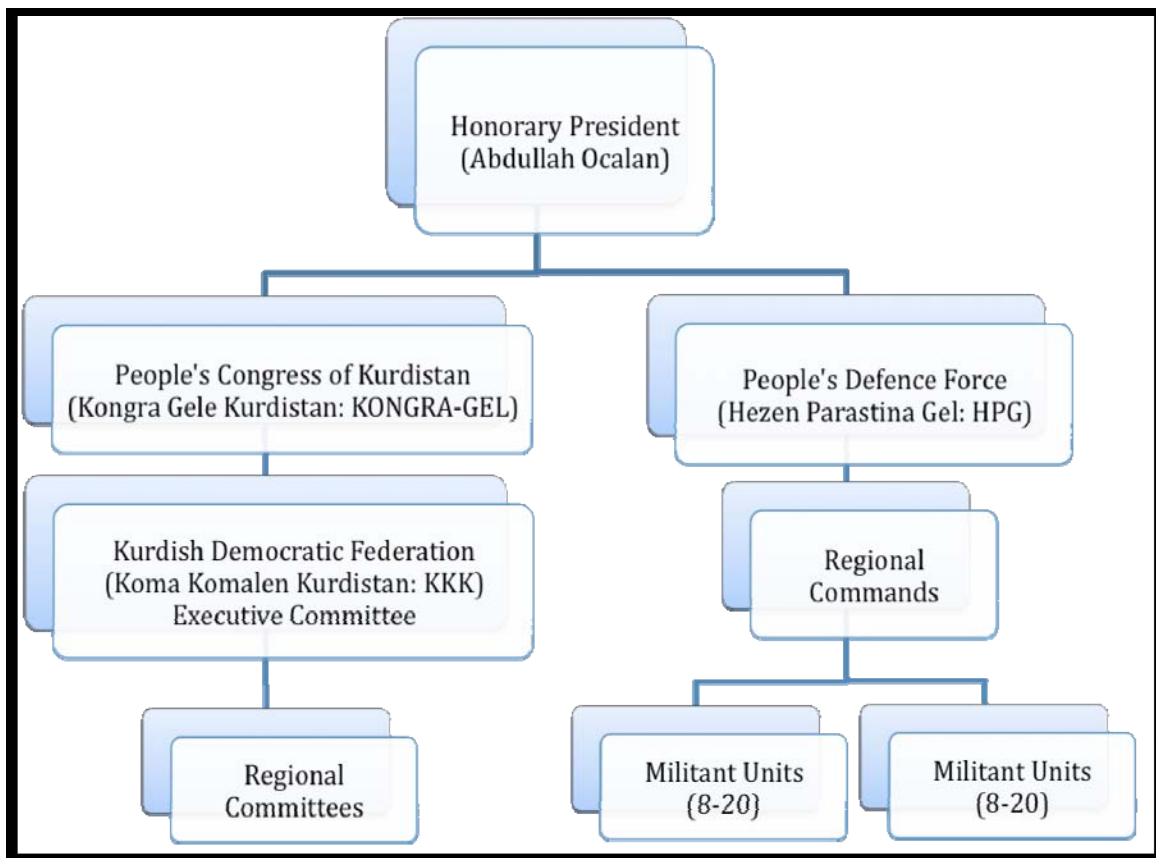 Honorary President
(Abdullah Ocalan)
People's Congress of Kurdistan
(Kongra Gele Kurdistan: KONGRA-GEL)
People's Defence Force
(Hezen Parastina Gel: HPG)
Kurdish Democratic Federation
(Koma Komalen Kurdistan: KKK)
Executive Committee
Regional
Commands
Regional
Committees
Militant Units
(8-20}
Militant Units
(8-20)